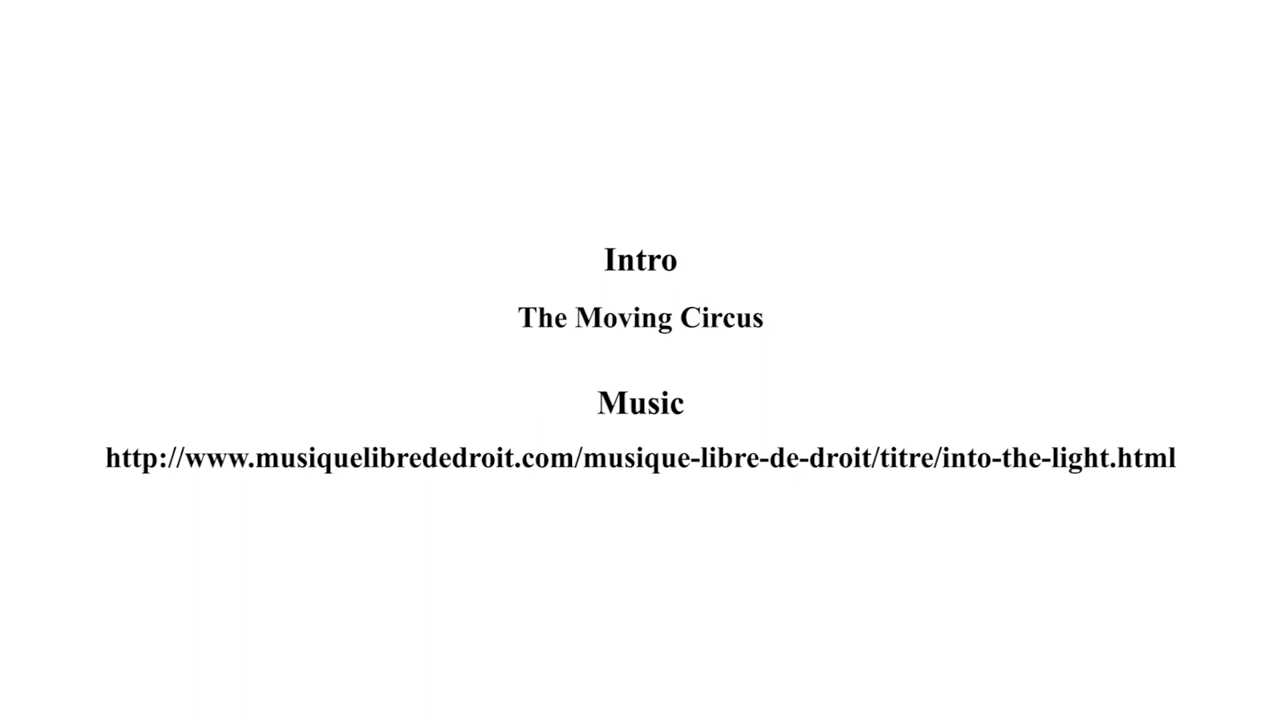 Intro
The Moving Circus
Music
http://www.musiquelibrededroit.com/musique-libre-de-droit/titre/into-the-light.html